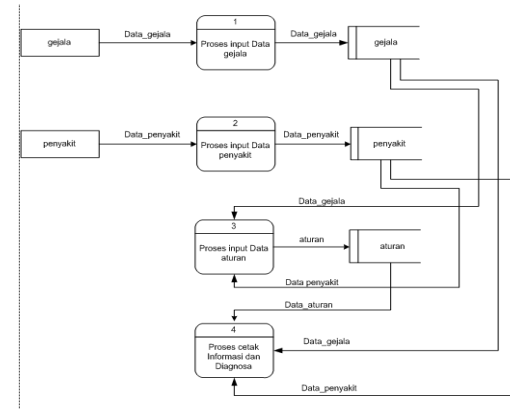 1
gejala
Data_gejala
Proses input Data
gejala
Data_gejala
gejala
2
penyakit
Data_penyakit
Proses input Data
penyakit
Data_penyakit
penyakit
Data_gejala
3
Proses input Data
aturan
aturan
aturan
Data penyakit
Data_aturan
4
Proses cetak
Informasi dan
Diagnosa
Data_gejala
Data_penyakit